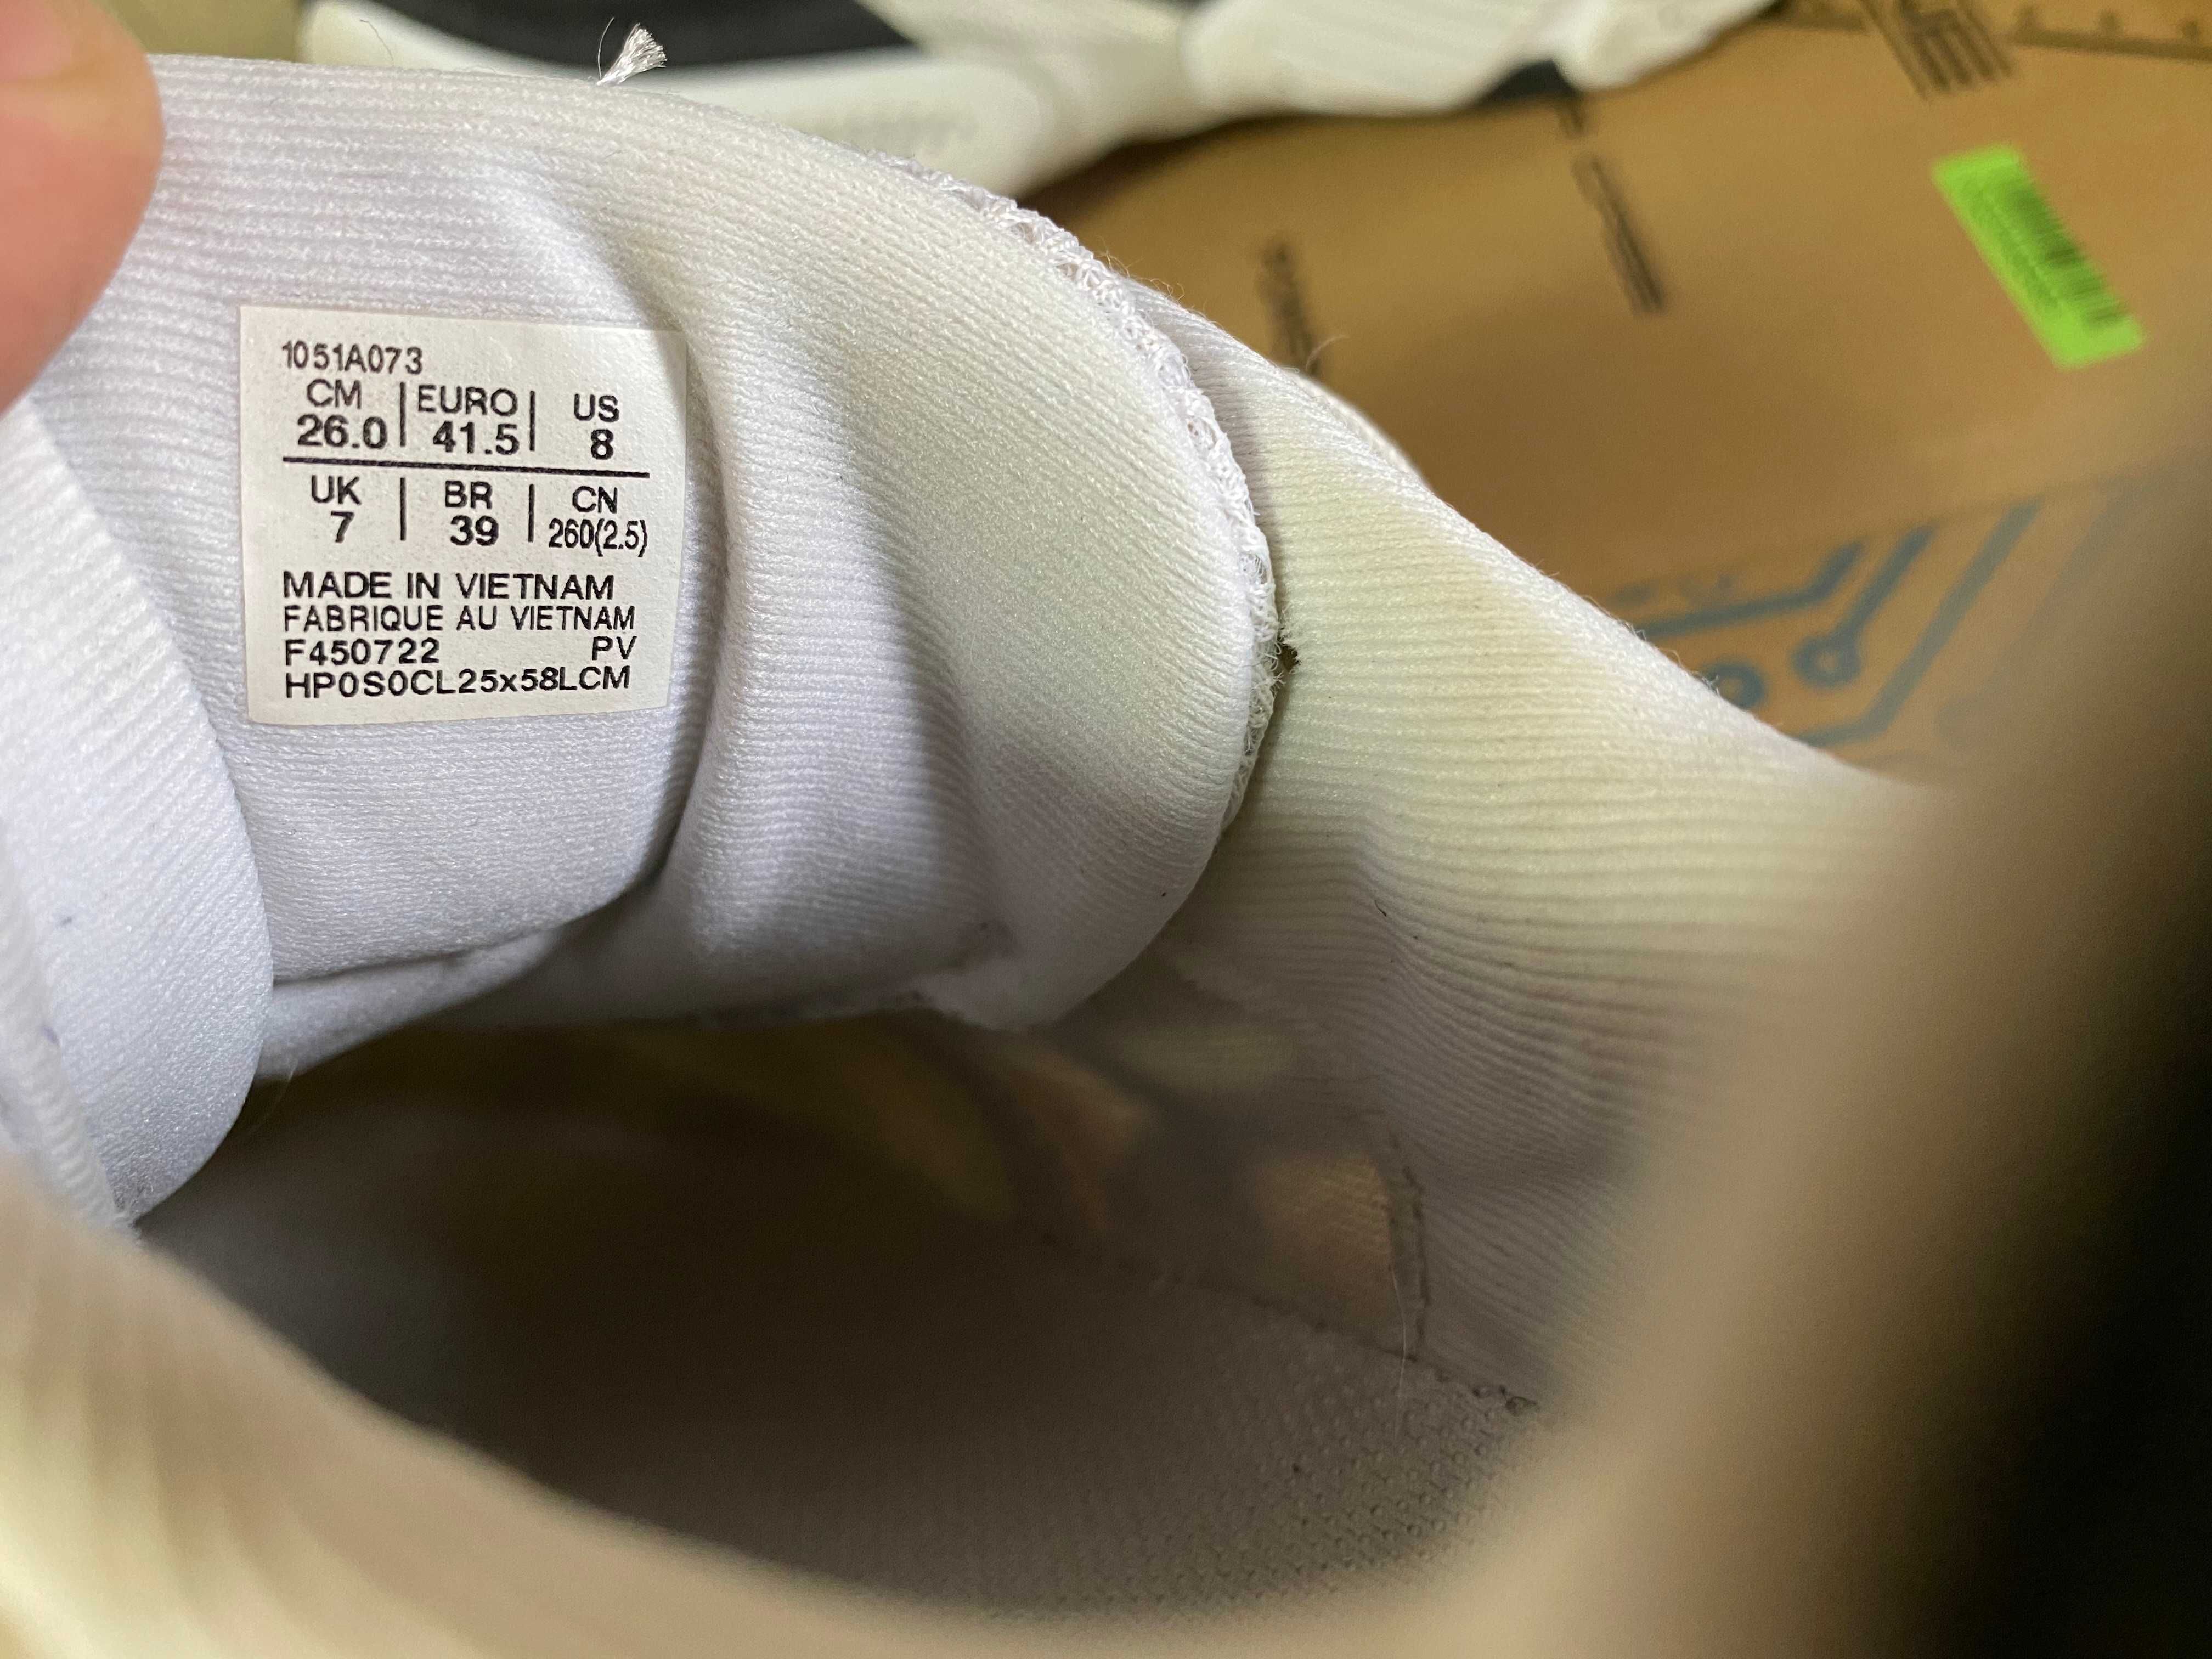 1051A073
CM | EURO | US
26.0 | 41.5 | 8
UK | BR | CN
7 | 39 | 260(2.5)
MADE IN VIETNAM
FABRIQUE AU VIETNAM
F450722 PV
HP0S0CL25x58LCM